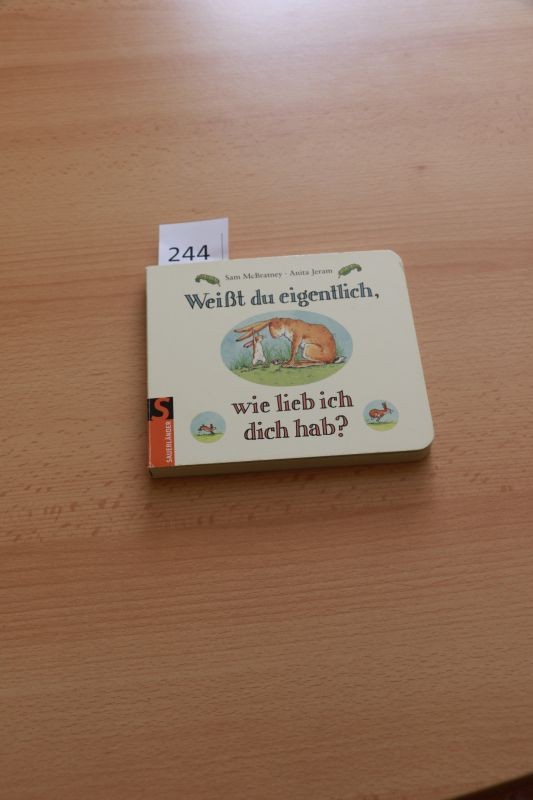 244
Sam McBratney · Anita Jeram
Weißt du eigentlich,
wie lieb ich
dich hab?
S
SAUERLÄNDER